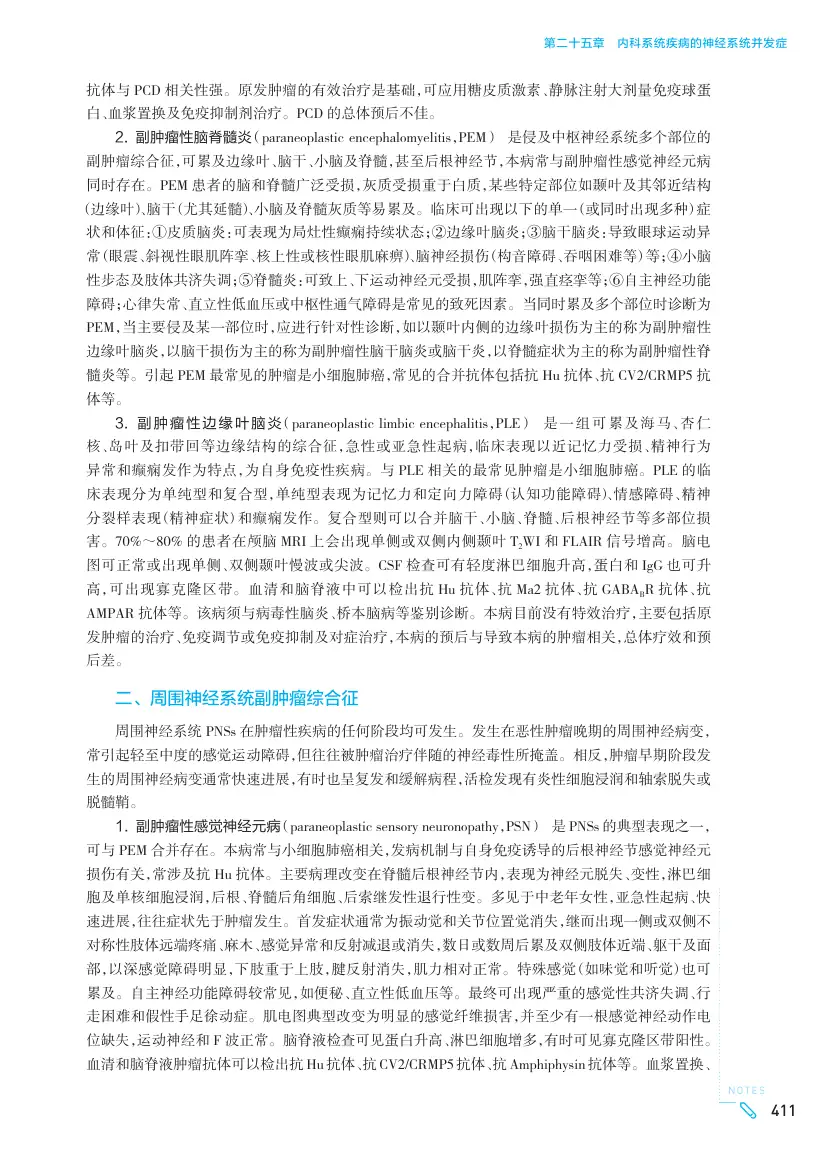 第二十五章　内科系统疾病的神经系统并发症
抗体与 PCD 相关性强。原发肿瘤的有效治疗是基础,可应用糖皮质激素、静脉注射大剂量免疫球蛋
白、血浆置换及免疫抑制剂治疗。PCD 的总体预后不佳。
2. 副肿瘤性脑脊髓炎(paraneoplastic encephalomyelitis,PEM)　是侵及中枢神经系统多个部位的
副肿瘤综合征,可累及边缘叶、脑干、小脑及脊髓,甚至后根神经节,本病常与副肿瘤性感觉神经元病
同时存在。PEM 患者的脑和脊髓广泛受损,灰质受损重于白质,某些特定部位如颞叶及其邻近结构
(边缘叶)、脑干(尤其延髓)、小脑及脊髓灰质等易累及。临床可出现以下的单一(或同时出现多种)症
状和体征:①皮质脑炎:可表现为局灶性癫痫持续状态;②边缘叶脑炎;③脑干脑炎:导致眼球运动异
常(眼震、斜视性眼肌阵挛、核上性或核性眼肌麻痹)、脑神经损伤(构音障碍、吞咽困难等)等;④小脑
性步态及肢体共济失调;⑤脊髓炎:可致上、下运动神经元受损,肌阵挛,强直痉挛等;⑥自主神经功能
障碍;心律失常、直立性低血压或中枢性通气障碍是常见的致死因素。当同时累及多个部位时诊断为
PEM,当主要侵及某一部位时,应进行针对性诊断,如以颞叶内侧的边缘叶损伤为主的称为副肿瘤性
边缘叶脑炎,以脑干损伤为主的称为副肿瘤性脑干脑炎或脑干炎,以脊髓症状为主的称为副肿瘤性脊
髓炎等。引起 PEM 最常见的肿瘤是小细胞肺癌,常见的合并抗体包括抗 Hu 抗体、抗 CV2/CRMP5 抗
体等。
3. 副肿瘤性边缘叶脑炎(paraneoplastic limbic encephalitis,PLE)　是一组可累及海马、杏仁
核、岛叶及扣带回等边缘结构的综合征,急性或亚急性起病,临床表现以近记忆力受损、精神行为
异常和癫痫发作为特点,为自身免疫性疾病。与 PLE 相关的最常见肿瘤是小细胞肺癌。PLE 的临
床表现分为单纯型和复合型,单纯型表现为记忆力和定向力障碍(认知功能障碍)、情感障碍、精神
分裂样表现(精神症状)和癫痫发作。复合型则可以合并脑干、小脑、脊髓、后根神经节等多部位损
害。70%～80% 的患者在颅脑 MRI 上会出现单侧或双侧内侧颞叶 T₂WI 和 FLAIR 信号增高。脑电
图可正常或出现单侧、双侧颞叶慢波或尖波。CSF 检查可有轻度淋巴细胞升高,蛋白和 IgG 也可升
高,可出现寡克隆区带。血清和脑脊液中可以检出抗 Hu 抗体、抗 Ma2 抗体、抗 GABA_BR 抗体、抗
AMPAR 抗体等。该病须与病毒性脑炎、桥本脑病等鉴别诊断。本病目前没有特效治疗,主要包括原
发肿瘤的治疗、免疫调节或免疫抑制及对症治疗,本病的预后与导致本病的肿瘤相关,总体疗效和预
后差。
二、周围神经系统副肿瘤综合征
周围神经系统 PNSs 在肿瘤性疾病的任何阶段均可发生。发生在恶性肿瘤晚期的周围神经病变,
常引起轻至中度的感觉运动障碍,但往往被肿瘤治疗伴随的神经毒性所掩盖。相反,肿瘤早期阶段发
生的周围神经病变通常快速进展,有时也呈复发和缓解病程,活检发现有炎性细胞浸润和轴索脱失或
脱髓鞘。
1. 副肿瘤性感觉神经元病(paraneoplastic sensory neuronopathy,PSN)　是 PNSs 的典型表现之一,
可与 PEM 合并存在。本病常与小细胞肺癌相关,发病机制与自身免疫诱导的后根神经节感觉神经元
损伤有关,常涉及抗 Hu 抗体。主要病理改变在脊髓后根神经节内,表现为神经元脱失、变性,淋巴细
胞及单核细胞浸润,后根、脊髓后角细胞、后索继发性退行性变。多见于中老年女性,亚急性起病、快
速进展,往往症状先于肿瘤发生。首发症状通常为振动觉和关节位置觉消失,继而出现一侧或双侧不
对称性肢体远端疼痛、麻木、感觉异常和反射减退或消失,数日或数周后累及双侧肢体近端、躯干及面
部,以深感觉障碍明显,下肢重于上肢,腱反射消失,肌力相对正常。特殊感觉(如味觉和听觉)也可
累及。自主神经功能障碍较常见,如便秘、直立性低血压等。最终可出现严重的感觉性共济失调、行
走困难和假性手足徐动症。肌电图典型改变为明显的感觉纤维损害,并至少有一根感觉神经动作电
位缺失,运动神经和 F 波正常。脑脊液检查可见蛋白升高、淋巴细胞增多,有时可见寡克隆区带阳性。
血清和脑脊液肿瘤抗体可以检出抗 Hu 抗体、抗 CV2/CRMP5 抗体、抗 Amphiphysin 抗体等。血浆置换、
NOTES
411